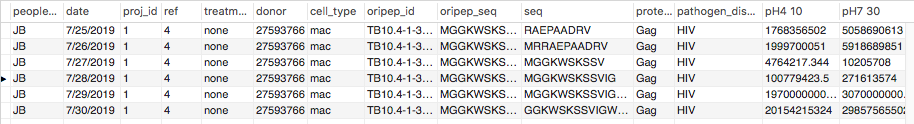 people... date proj_id ref treatm... donor cell_type oripep_id oripep_seq seq prote... pathogen_dis... pH4 10 pH7 30
JB 7/25/2019 1 4 none 27593766 mac TB10.4-1-3... MGGKWSKS... RAEPAADRV Gag HIV 1768356502 5058690613
JB 7/26/2019 1 4 none 27593766 mac TB10.4-1-3... MGGKWSKS... MRRAEPAADRV Gag HIV 1999700051 5918689851
JB 7/27/2019 1 4 none 27593766 mac TB10.4-1-3... MGGKWSKS... MGGKWSKSSV Gag HIV 4764217.344 10205708
JB 7/28/2019 1 4 none 27593766 mac TB10.4-1-3... MGGKWSKS... MGGKWSKSSVIG Gag HIV 100779423.5 271613574
JB 7/29/2019 1 4 none 27593766 mac TB10.4-1-3... MGGKWSKS... MGGKWSKSSVIG... Gag HIV 1970000000... 3070000000...
JB 7/30/2019 1 4 none 27593766 mac TB10.4-1-3... MGGKWSKS... GGKWSKSSVIGW... Gag HIV 20154215324 29857565502